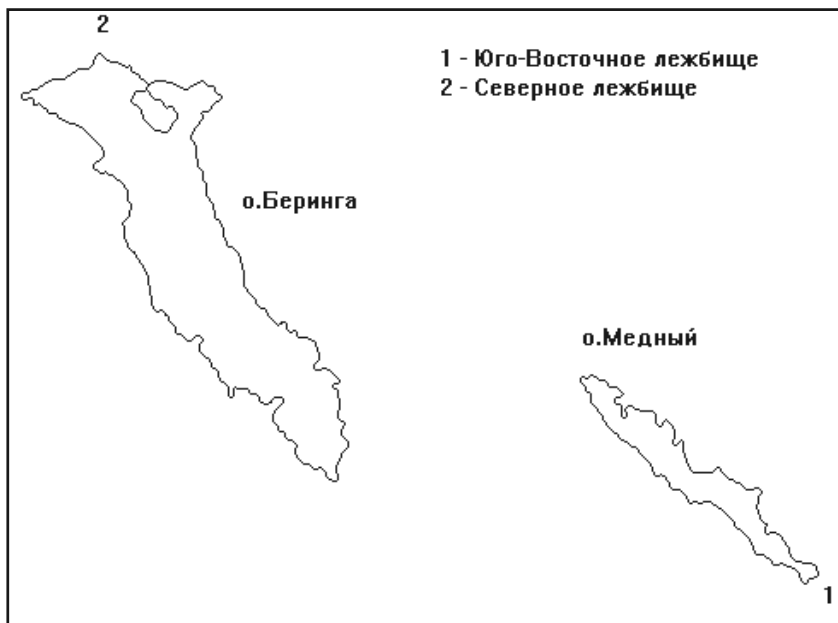 2
1 - Юго-Восточное лежбище
2 - Северное лежбище
о.Беринга
о.Медный
1